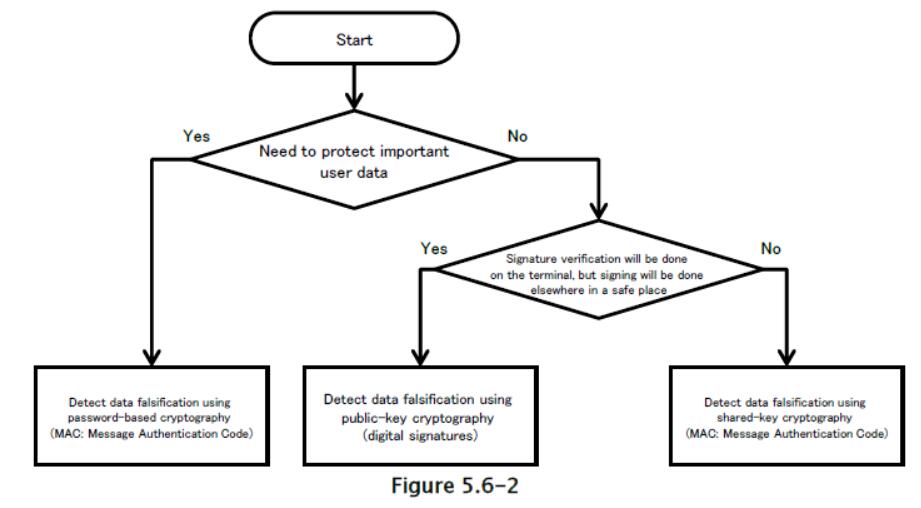 Start
Yes
No
Need to protect important
user data
Yes
No
Signature verification will be done
on the terminal, but signing will be done
elsewhere in a safe place
Detect data falsification using
password-based cryptography
(MAC: Message Authentication Code)
Detect data falsification using
public-key cryptography
(digital signatures)
Detect data falsification using
shared-key cryptography
(MAC: Message Authentication Code)
Figure 5.6-2